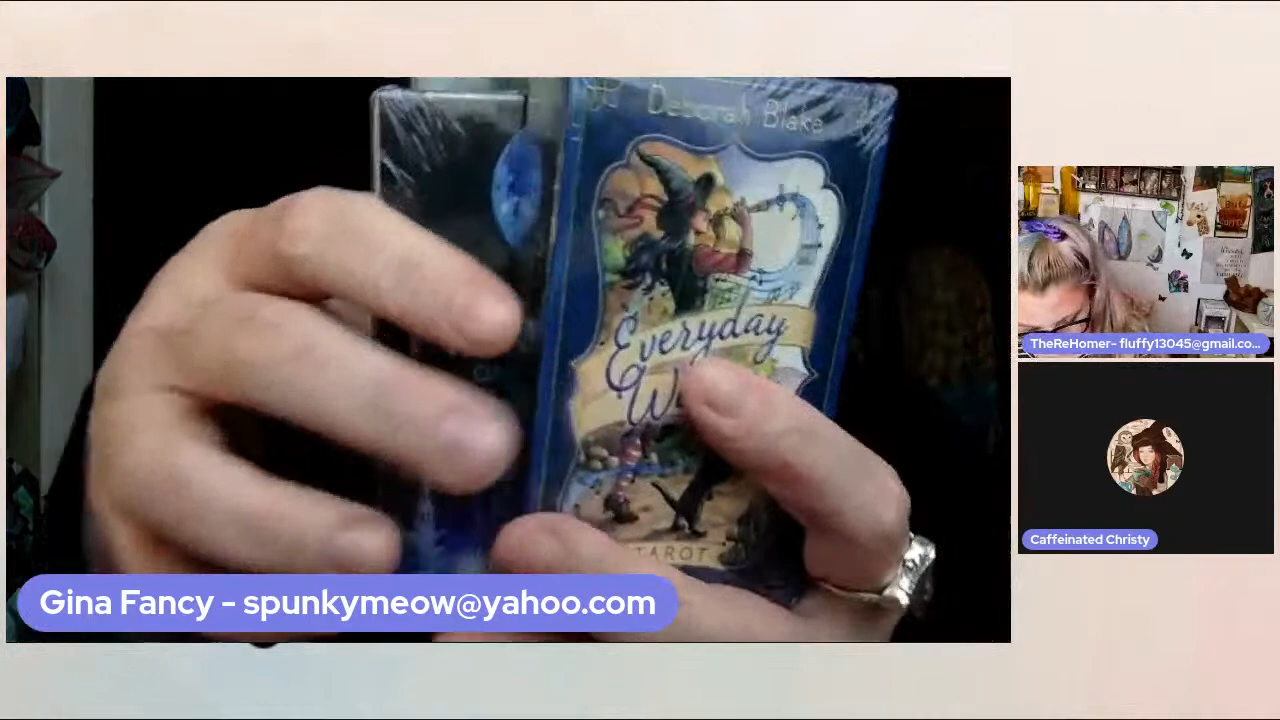 Deborah Blake
Everyday
TAROT
Gina Fancy - spunkymeow@yahoo.com
TheReHomer- fluffy13045@gmail.co...
Caffeinated Christy